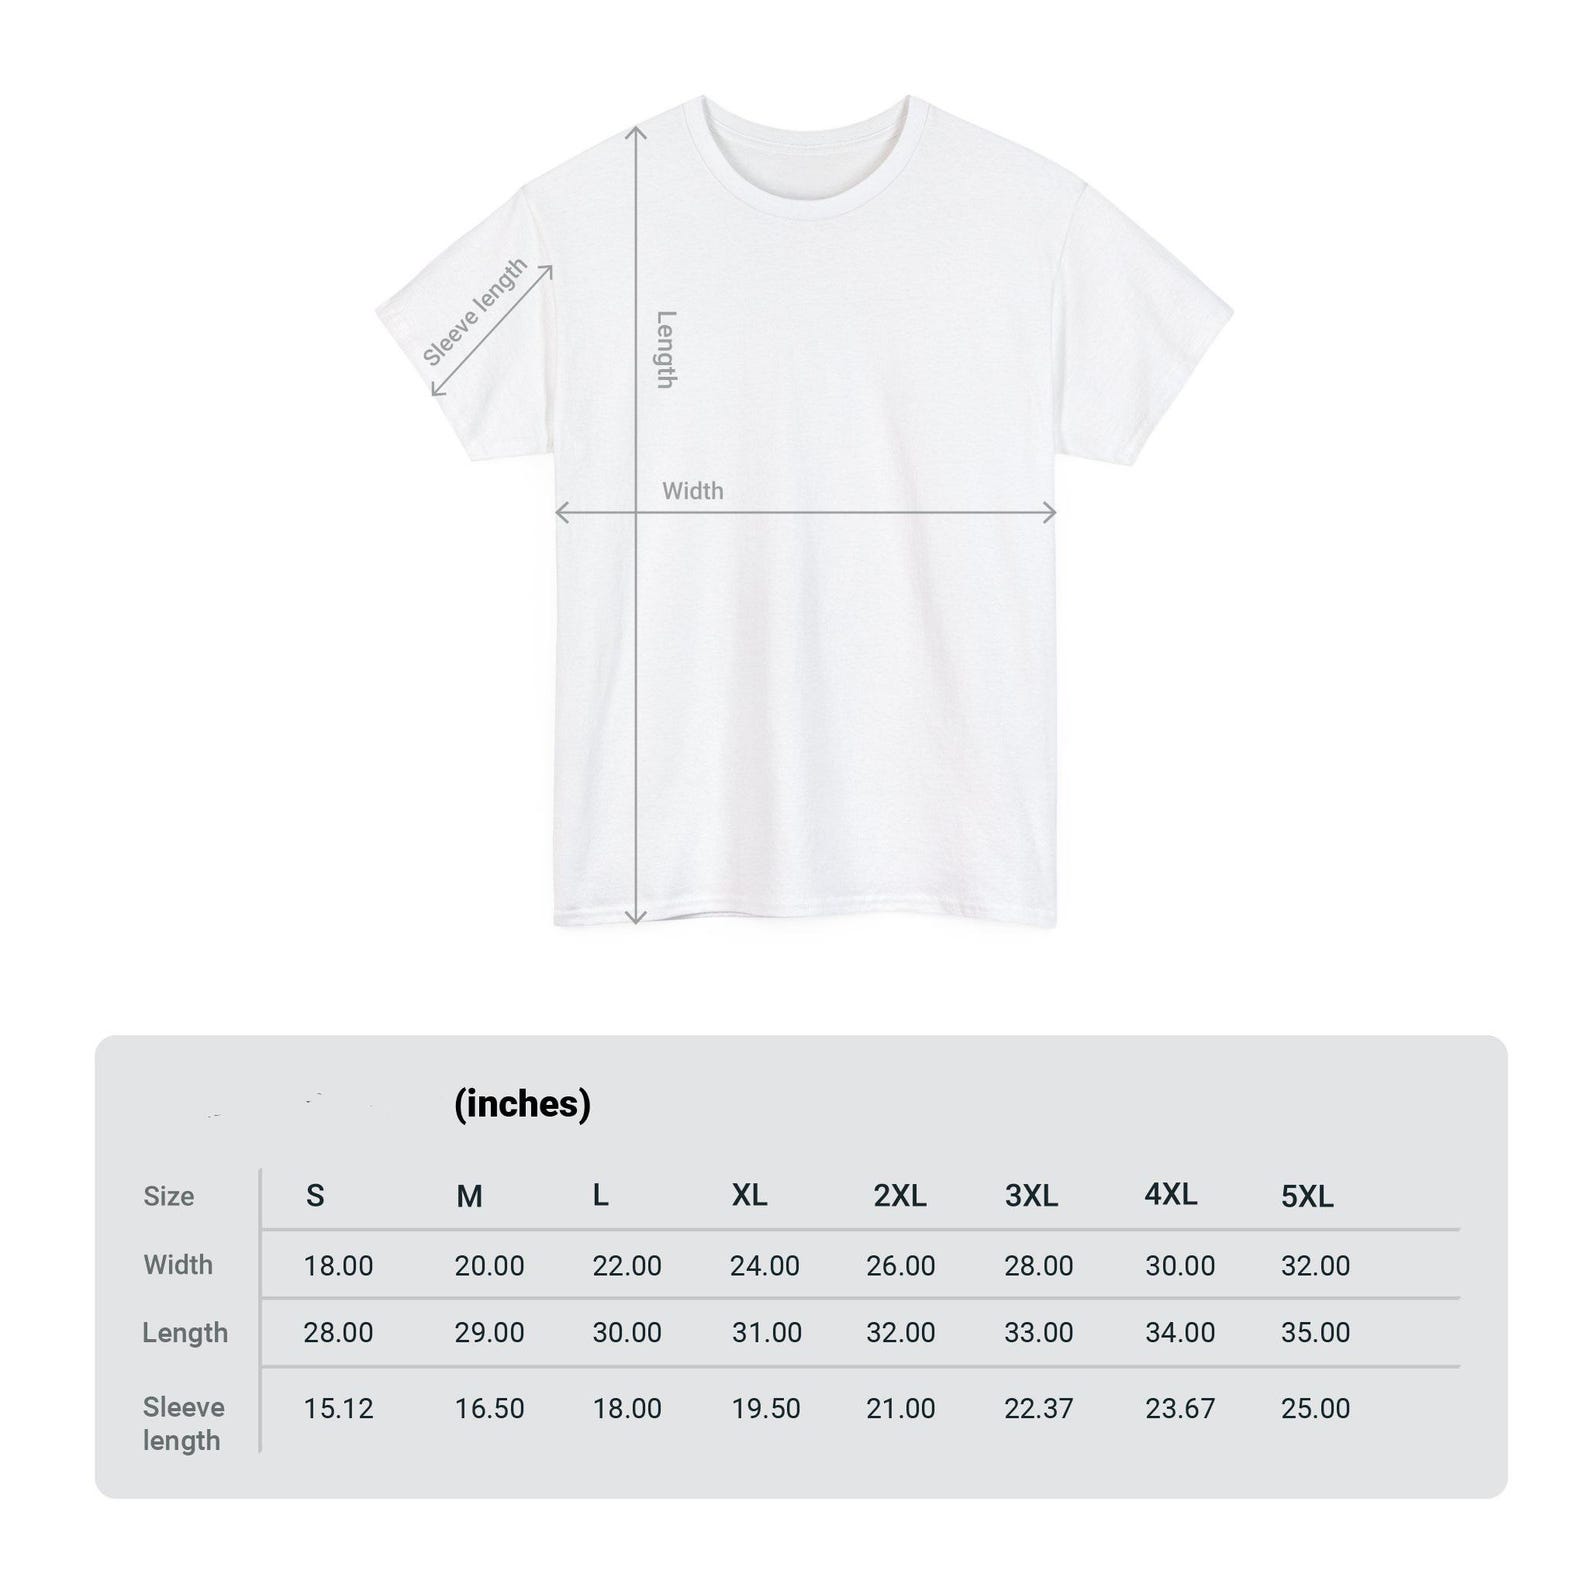 Sleeve length
Length
Width
(inches)
Size S M L XL 2XL 3XL 4XL 5XL
Width 18.00 20.00 22.00 24.00 26.00 28.00 30.00 32.00
Length 28.00 29.00 30.00 31.00 32.00 33.00 34.00 35.00
Sleeve
length 15.12 16.50 18.00 19.50 21.00 22.37 23.67 25.00